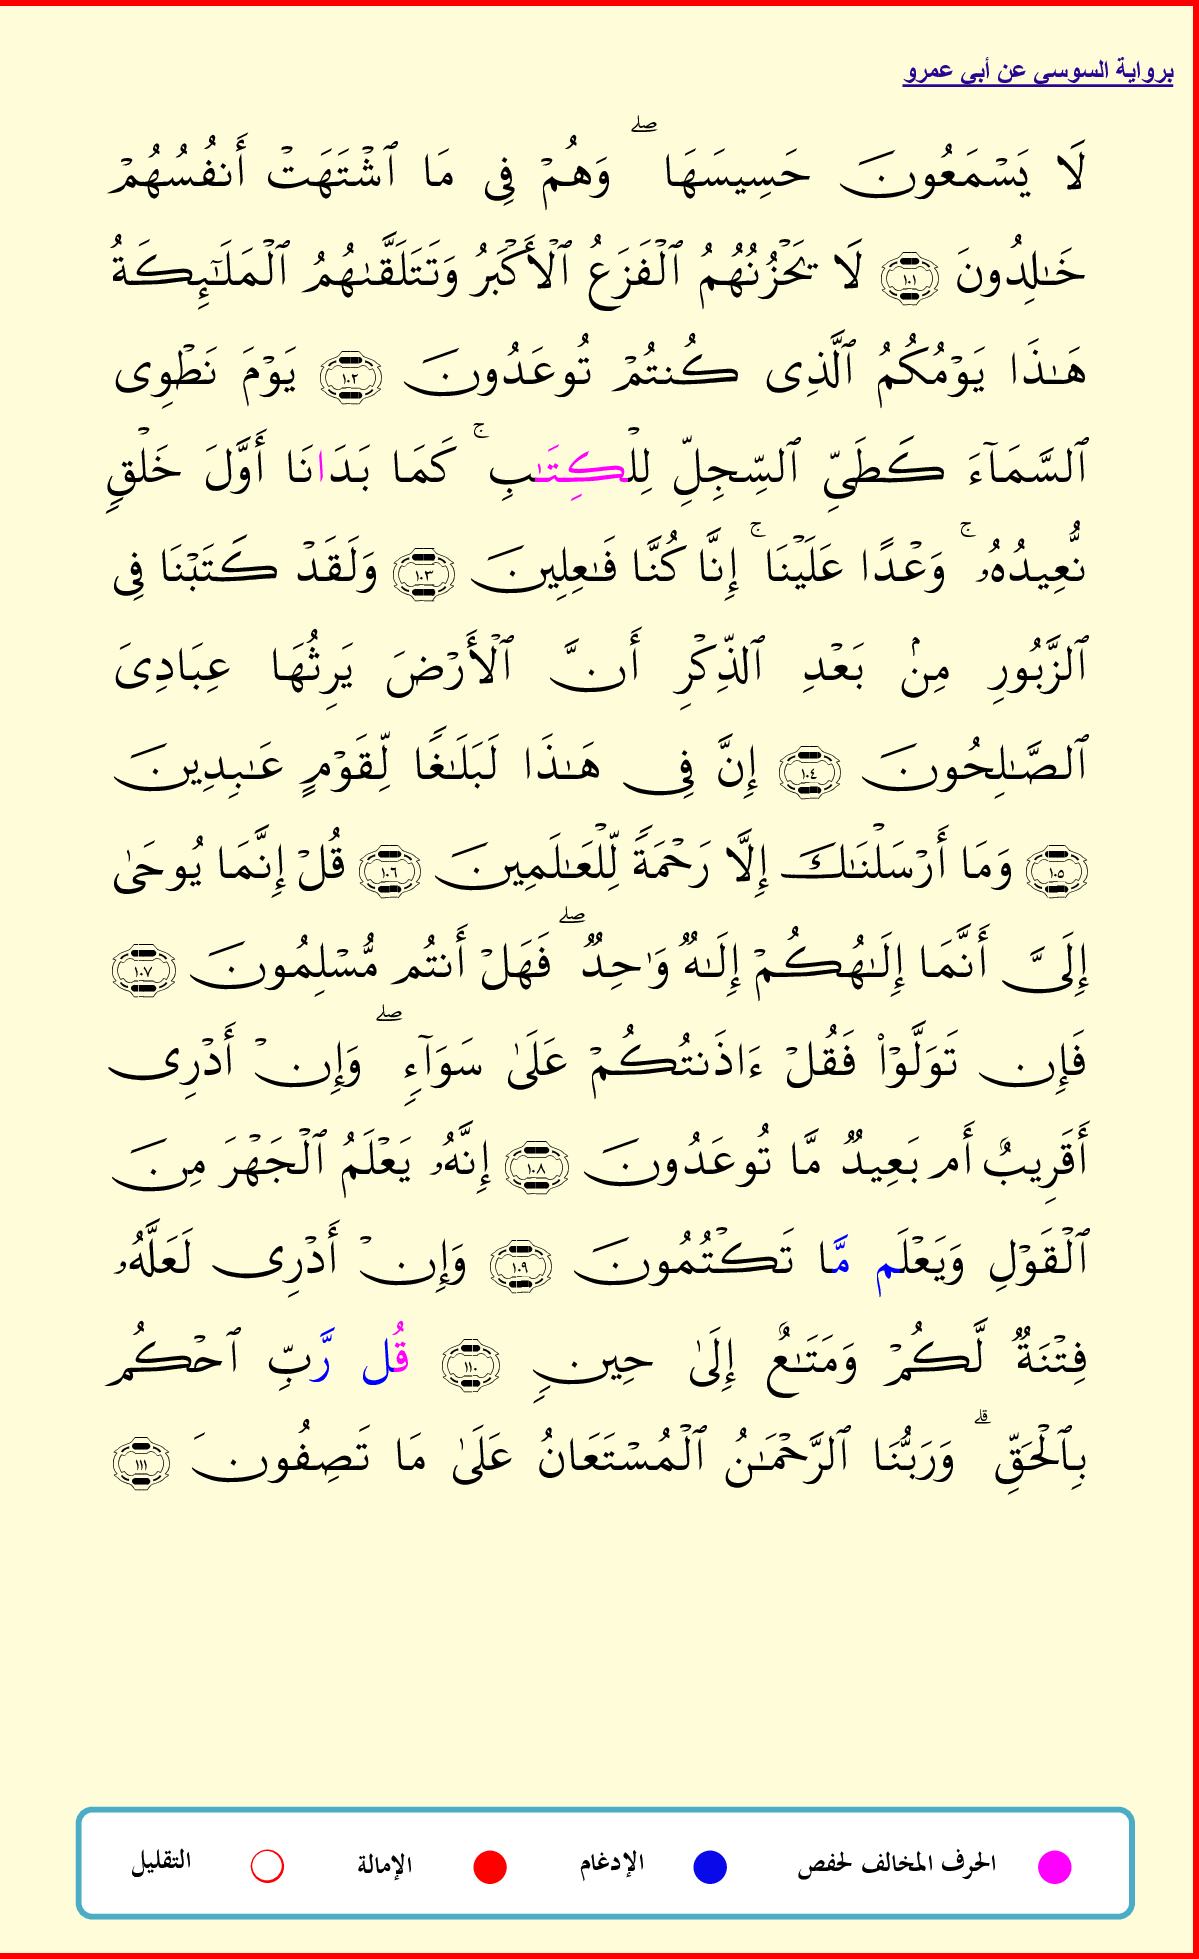 برواية السوسي عن أبي عمرو
لَا يَسۡمَعُونَ حَسِيسَهَاۖ وَهُمۡ فِي مَا ٱشۡتَهَتۡ أَنفُسُهُمۡ
خَٰلِدُونَ ١٠١ لَا يَحۡزُنُهُمُ ٱلۡفَزَعُ ٱلۡأَكۡبَرُ وَتَتَلَقَّىٰهُمُ ٱلۡمَلَٰٓئِكَةُ
هَٰذَا يَوۡمُكُمُ ٱلَّذِي كُنتُمۡ تُوعَدُونَ ١٠٢ يَوۡمَ نَطۡوِي
ٱلسَّمَآءَ كَطَيِّ ٱلسِّجِلِّ لِلۡكِتَٰبِۚ كَمَا بَدَانَا أَوَّلَ خَلۡقٖ
نُّعِيدُهُۥۚ وَعۡدًا عَلَيۡنَاۚ إِنَّا كُنَّا فَٰعِلِينَ ١٠٣ وَلَقَدۡ كَتَبۡنَا فِي
ٱلزَّبُورِ مِنۢ بَعۡدِ ٱلذِّكۡرِ أَنَّ ٱلۡأَرۡضَ يَرِثُهَا عِبَادِيَ
ٱلصَّٰلِحُونَ ١٠٤ إِنَّ فِي هَٰذَا لَبَلَٰغٗا لِّقَوۡمٍ عَٰبِدِينَ
١٠٥ وَمَا أَرۡسَلۡنَٰكَ إِلَّا رَحۡمَةٗ لِّلۡعَٰلَمِينَ ١٠٦ قُلۡ إِنَّمَا يُوحَىٰ
إِلَيَّ أَنَّمَا إِلَٰهُكُمۡ إِلَٰهٞ وَٰحِدٞۖ فَهَلۡ أَنتُم مُّسۡلِمُونَ ١٠٧
فَإِن تَوَلَّوۡاْ فَقُلۡ ءَاذَنتُكُمۡ عَلَىٰ سَوَآءٖۖ وَإِنۡ أَدۡرِي
أَقَرِيبٌ أَم بَعِيدٞ مَّا تُوعَدُونَ ١٠٨ إِنَّهُۥ يَعۡلَمُ ٱلۡجَهۡرَ مِنَ
ٱلۡقَوۡلِ وَيَعۡلَم مَّا تَكۡتُمُونَ ١٠٩ وَإِنۡ أَدۡرِي لَعَلَّهُۥ
فِتۡنَةٞ لَّكُمۡ وَمَتَٰعٌ إِلَىٰ حِينٖ ١١٠ قُل رَّبِّ ٱحۡكُم
بِٱلۡحَقِّۗ وَرَبُّنَا ٱلرَّحۡمَٰنُ ٱلۡمُسۡتَعَانُ عَلَىٰ مَا تَصِفُونَ ١١١
الحرف المخالف لحفص الإدغام الإمالة التقليل